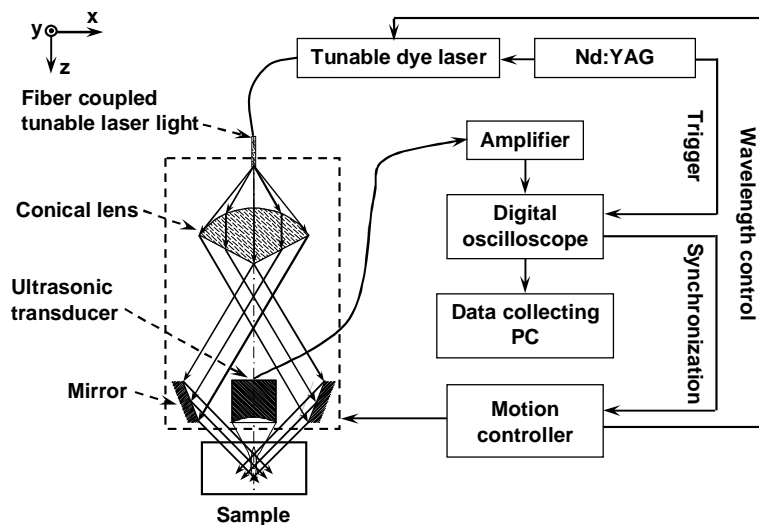 y
x
z
Tunable dye laser
Nd:YAG
Fiber coupled
tunable laser light
Trigger
Wavelength control
Amplifier
Conical lens
Digital
oscilloscope
Synchronization
Ultrasonic
transducer
Data collecting
PC
Mirror
Motion
controller
Sample